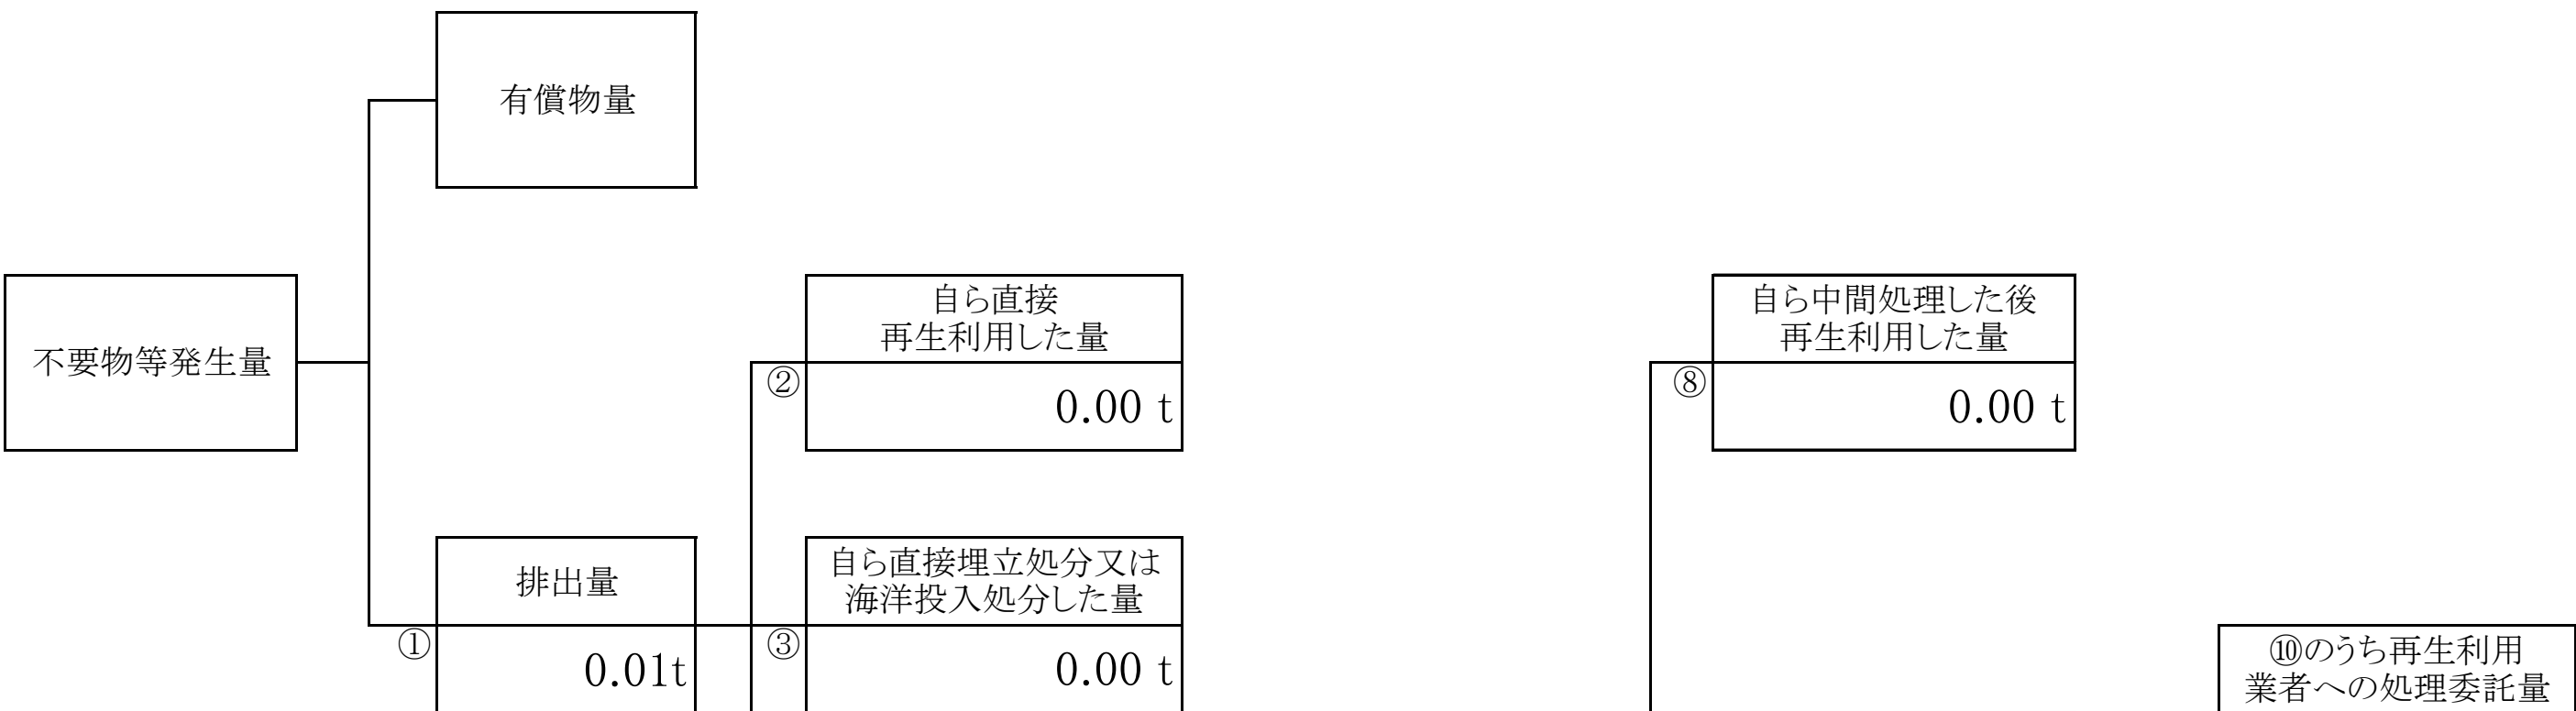 有償物量
不要物等発生量
自ら直接
再生利用した量
②
0.00 t
自ら中間処理した後
再生利用した量
⑧
0.00 t
排出量
①
0.01t
自ら直接埋立処分又は
海洋投入処分した量
③
0.00 t
⑩のうち再生利用
業者への処理委託量